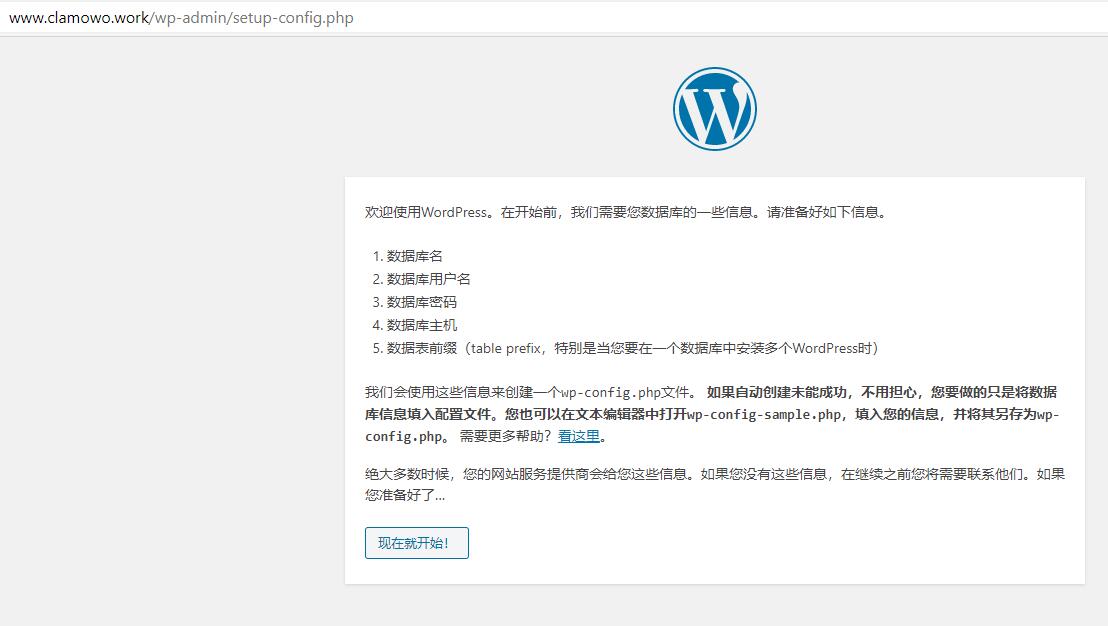 www.clamowo.work/wp-admin/setup-config.php
W
欢迎使用WordPress。在开始前，我们需要您数据库的一些信息。请准备好如下信息。
1. 数据库名
2. 数据库用户名
3. 数据库密码
4. 数据库主机
5. 数据表前缀（table prefix，特别是当您要在一个数据库中安装多个WordPress时）
我们会使用这些信息来创建一个wp-config.php文件。 如果自动创建未能成功，不用担心，您要做的只是将数据
库信息填入配置文件。您也可以在文本编辑器中打开wp-config-sample.php，填入您的信息，并将其另存为wp-
config.php。 需要更多帮助？看这里。
绝大多数时候，您的网站服务提供商会给您这些信息。如果您没有这些信息，在继续之前您将需要联系他们。如果
您准备好了…
现在就开始！